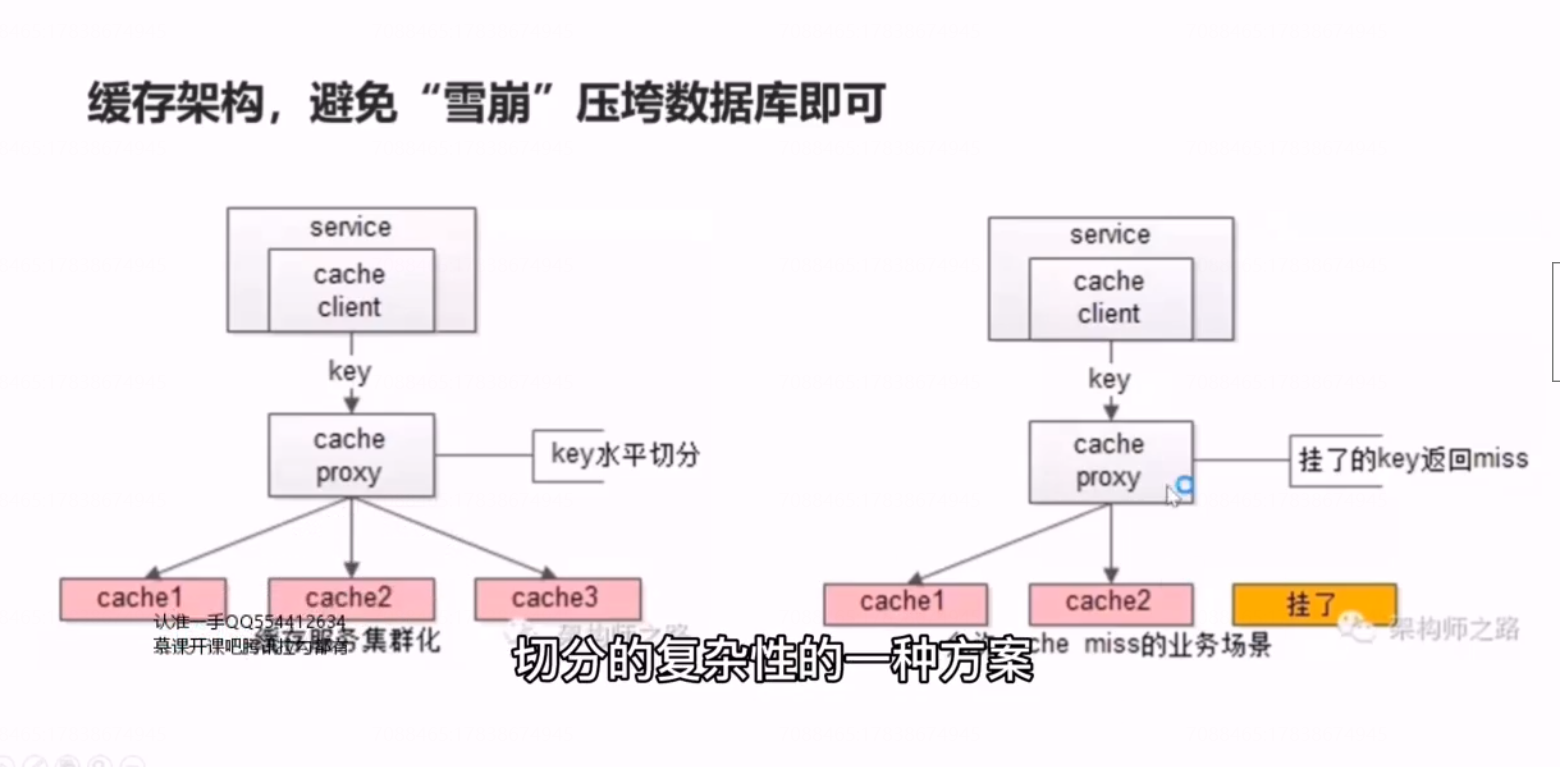 缓存架构，避免“雪崩”压垮数据库即可
service
cache
client
key
cache
proxy
key水平切分
cache1
cache2
cache3
缓存服务集群化
service
cache
client
key
cache
proxy
挂了的key返回miss
cache1
cache2
挂了
miss的业务场景
架构师之路
架构师之路
认准一手QQ554412634
慕课开课吧腾讯拉勾都有
切分的复杂性的一种方案